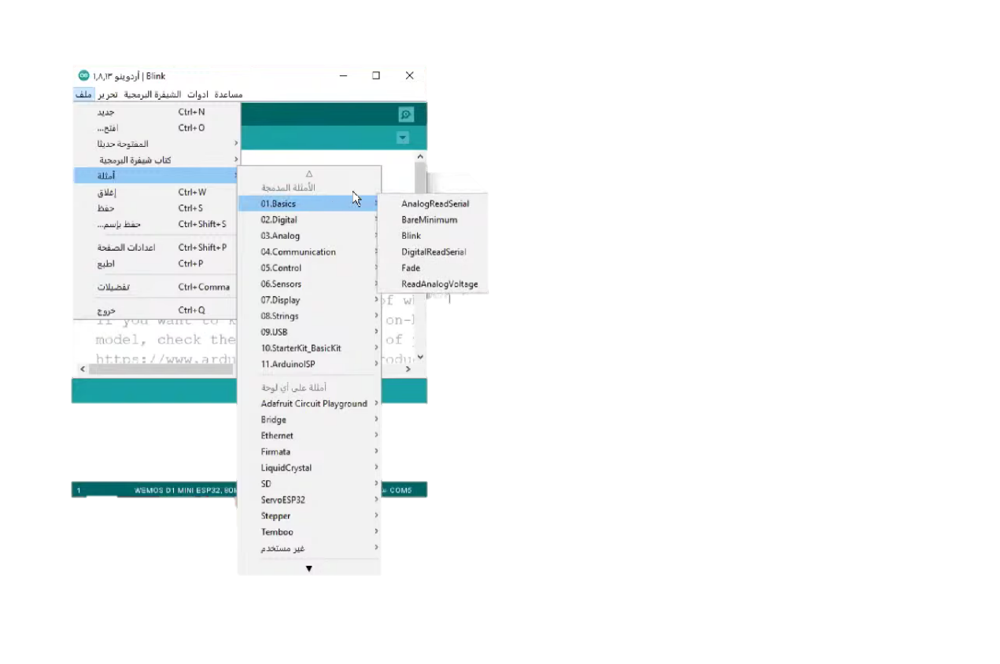 Blink | أردوينو ١,٨,١٣
ملف تحرير الشيفرة البرمجية ادوات مساعدة
جديد Ctrl+N
افتح... Ctrl+O
المفتوحة حديثا
كتاب شيفرة البرمجية
أمثلة
إغلاق Ctrl+W
حفظ Ctrl+S
حفظ بإسم... Ctrl+Shift+S
اعدادات الصفحة Ctrl+Shift+P
اطبع Ctrl+P
تفضيلات Ctrl+Comma
خروج Ctrl+Q
الأمثلة المدمجة
01.Basics
02.Digital
03.Analog
04.Communication
05.Control
06.Sensors
07.Display
08.Strings
09.USB
10.StarterKit_BasicKit
11.ArduinoISP
أمثلة على أي لوحة
Adafruit Circuit Playground
Bridge
Ethernet
Firmata
LiquidCrystal
SD
ServoESP32
Stepper
Temboo
غير مستخدم
AnalogReadSerial
BareMinimum
Blink
DigitalReadSerial
Fade
ReadAnalogVoltage
of
If you want to on-
model, check the of
https://www.ardu
1 WEMOS D1 MINI ESP32, COM5